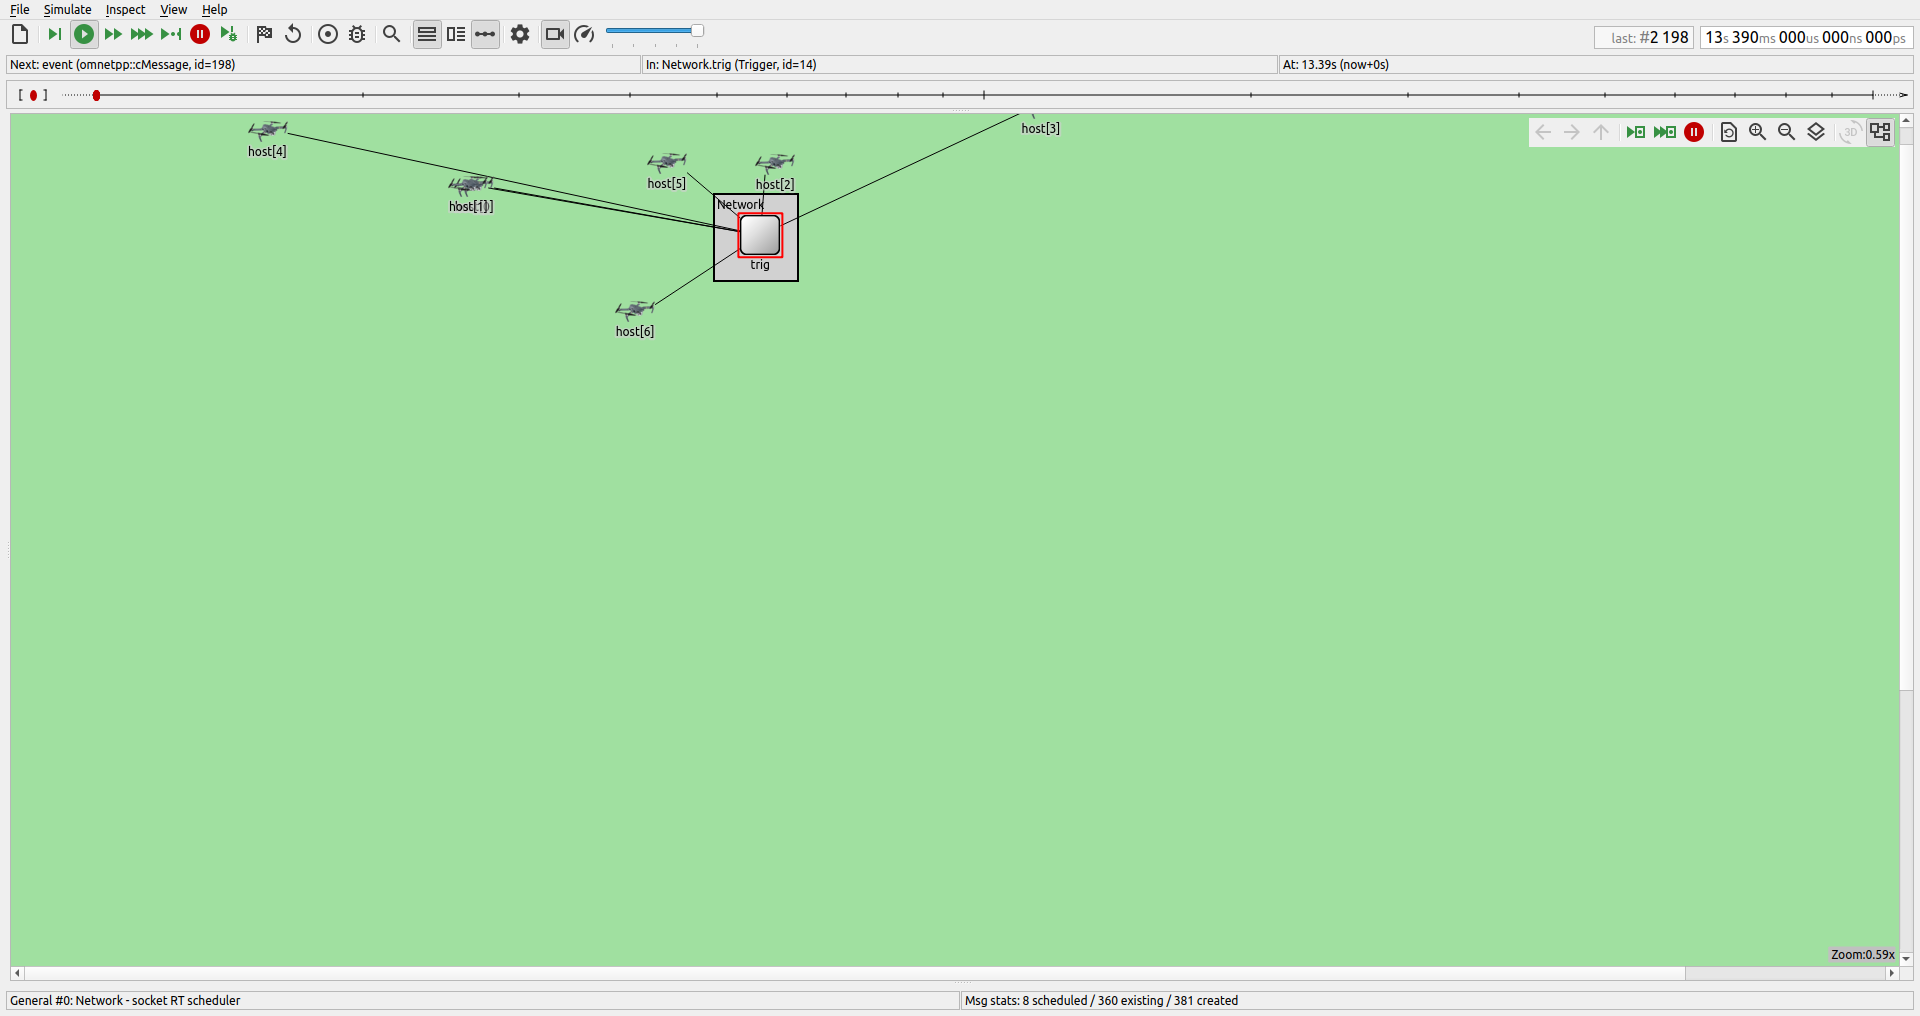 File Simulate Inspect View Help
last: #2 198
13s 390ms 000us 000ns 000ps
Next: event (omnetpp::cMessage, id=198)
In: Network.trig (Trigger, id=14)
At: 13.39s (now+0s)
host[3]
3D
host[4]
host[5]
host[2]
host[1]
Network
trig
host[6]
Zoom:0.59x
General #0: Network - socket RT scheduler
Msg stats: 8 scheduled / 360 existing / 381 created